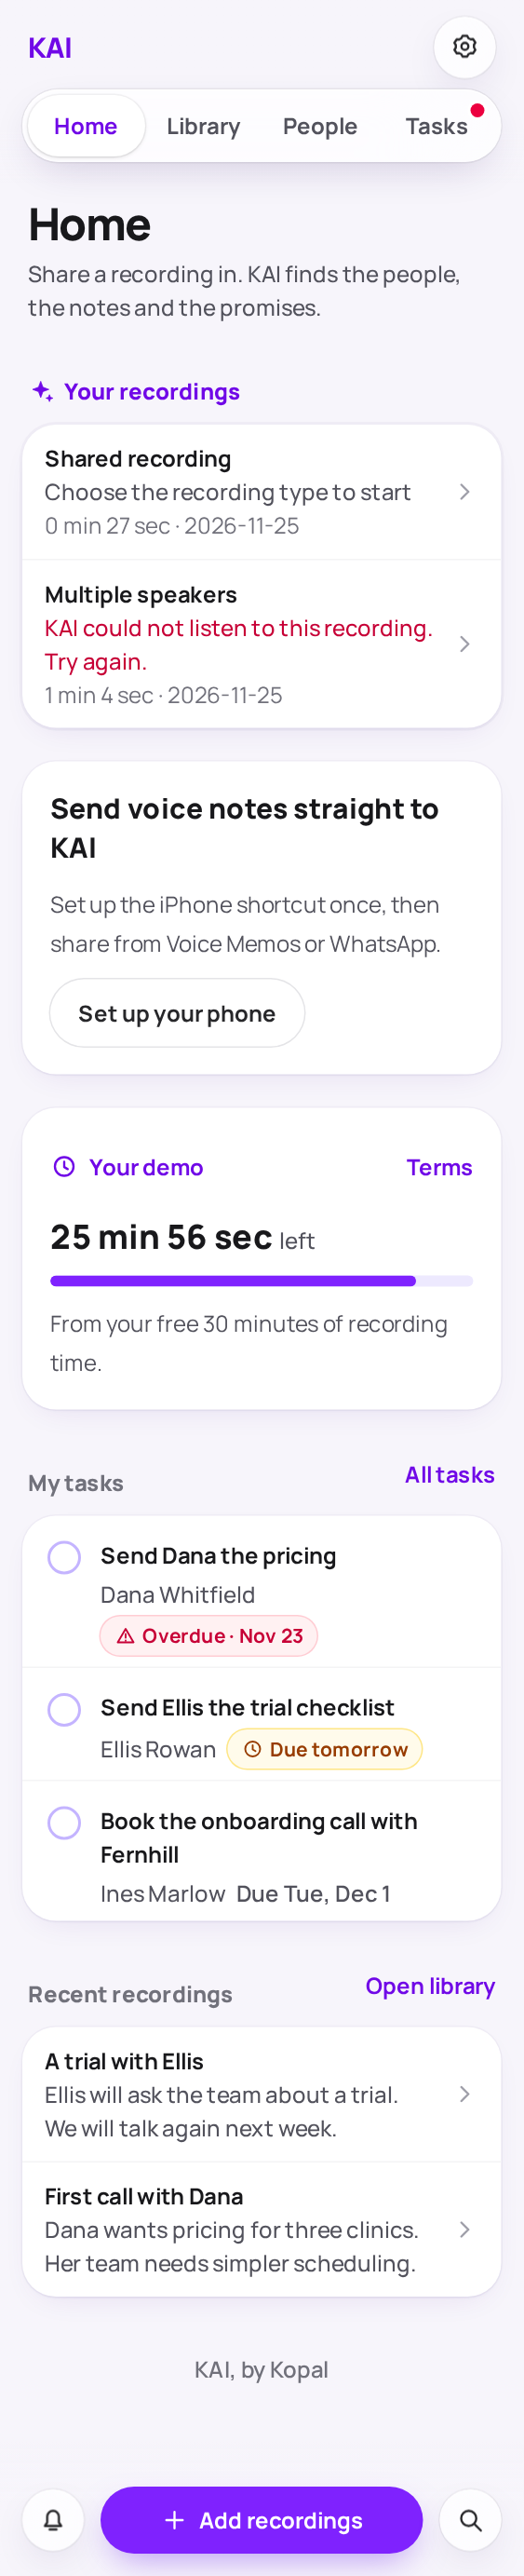 KAI
Home
Library
People
Tasks
Home
Share a recording in. KAI finds the people,
the notes and the promises.
Your recordings
Shared recording
Choose the recording type to start
0 min 27 sec · 2026-11-25
Multiple speakers
KAI could not listen to this recording.
Try again.
1 min 4 sec · 2026-11-25
Send voice notes straight to
KAI
Set up the iPhone shortcut once, then
share from Voice Memos or WhatsApp.
Set up your phone
Your demo
Terms
25 min 56 sec left
From your free 30 minutes of recording
time.
My tasks
All tasks
Send Dana the pricing
Dana Whitfield
Overdue · Nov 23
Send Ellis the trial checklist
Ellis Rowan
Due tomorrow
Book the onboarding call with
Fernhill
Ines Marlow Due Tue, Dec 1
Recent recordings
Open library
A trial with Ellis
Ellis will ask the team about a trial.
We will talk again next week.
First call with Dana
Dana wants pricing for three clinics.
Her team needs simpler scheduling.
KAI, by Kopal
Add recordings